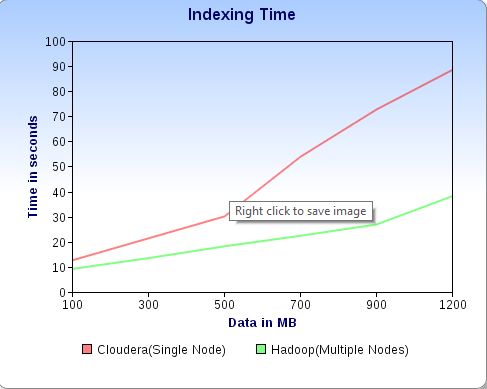 Indexing Time
Time in seconds
100
90
80
70
60
50
40
30
20
10
0
Right click to save image
100 300 500 700 900 1200
Data in MB
Cloudera(Single Node) Hadoop(Multiple Nodes)